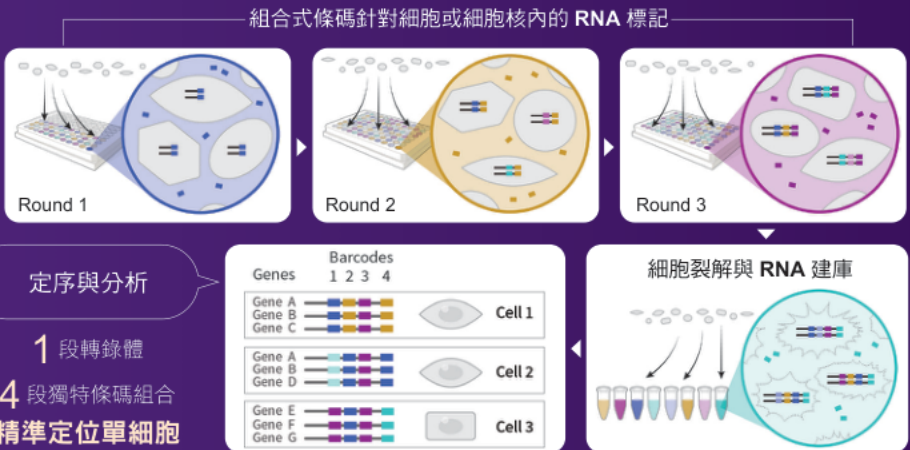 組合式條碼針對細胞或細胞核內的 RNA 標記
Round 1
Round 2
Round 3
細胞裂解與 RNA 建庫
Barcodes
Genes 1 2 3 4
Gene A
Gene B
Gene C
Cell 1
Gene A
Gene B
Gene D
Cell 2
Gene E
Gene F
Gene G
Cell 3
定序與分析
1 段轉錄體
4 段獨特條碼組合
精準定位單細胞